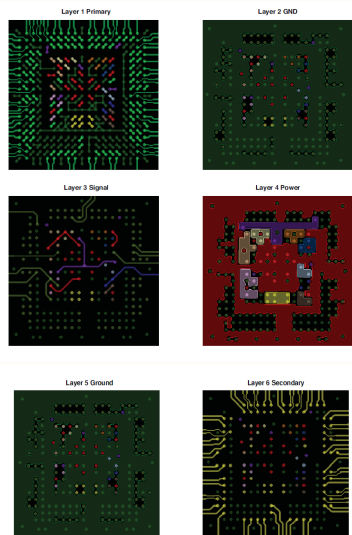 Layer 1 Primary
Layer 2 GND
Layer 3 Signal
Layer 4 Power
Layer 5 Ground
Layer 6 Secondary